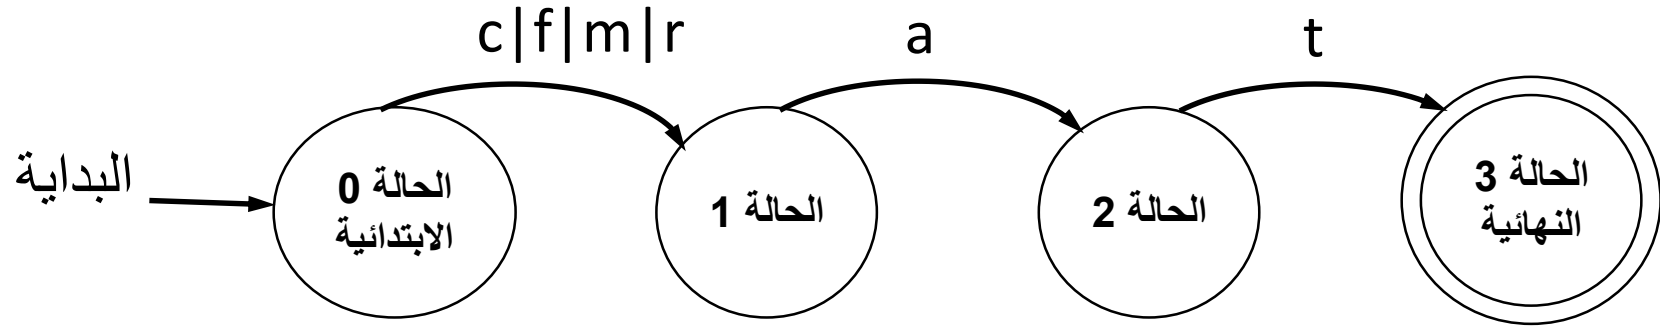 c|f|m|r
a
t
البداية
الحالة 0
الابتدائية
الحالة 1
الحالة 2
الحالة 3
النهائية